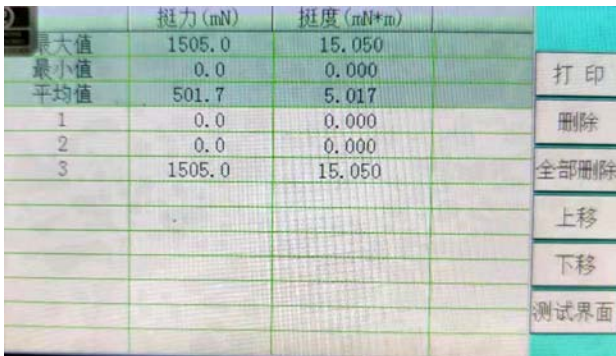 挺力(mN) 挺度(mN*m)
最大值 1505.0 15.050
最小值 0.0 0.000
平均值 501.7 5.017
1 0.0 0.000
2 0.0 0.000
3 1505.0 15.050
打印
删除
全部删除
上移
下移
测试界面